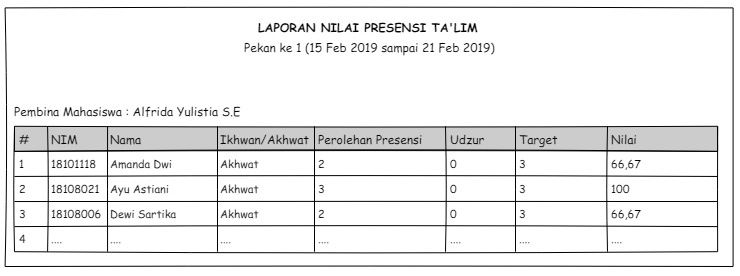 LAPORAN NILAI PRESENSI TA'LIM
Pekan ke 1 (15 Feb 2019 sampai 21 Feb 2019)
Pembina Mahasiswa : Alfrida Yulistia S.E
# NIM Nama Ikhwan/Akhwat Perolehan Presensi Udzur Target Nilai
1 18101118 Amanda Dwi Akhwat 2 0 3 66,67
2 18108021 Ayu Astiani Akhwat 3 0 3 100
3 18108006 Dewi Sartika Akhwat 2 0 3 66,67
4 .... .... .... .... .... .... ....